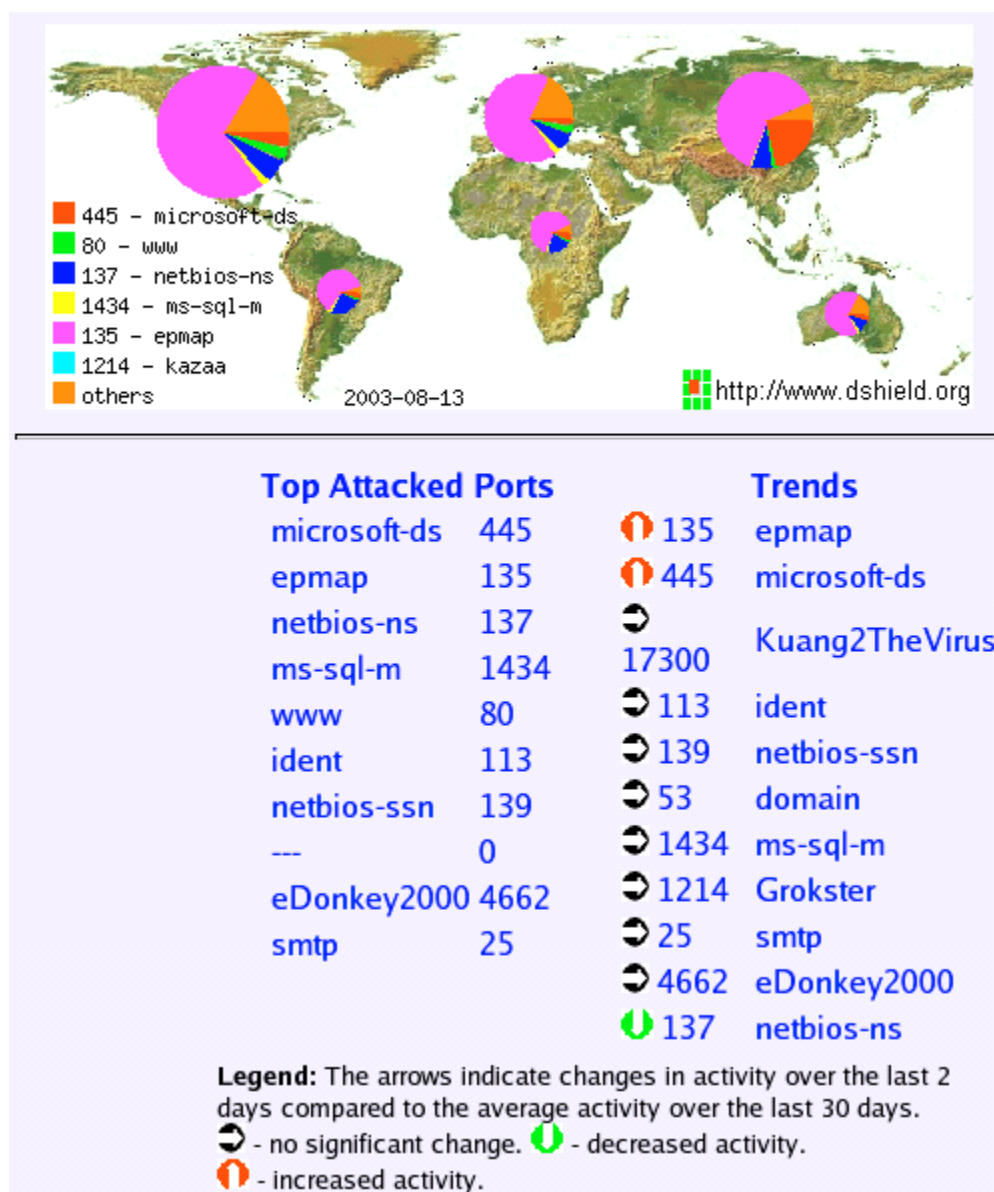 445 - microsoft-ds
80 - www
137 - netbios-ns
1434 - ms-sql-m
135 - epmap
1214 - kazaa
others
2003-08-13
http://www.dshield.org
Top Attacked Ports
microsoft-ds 445
epmap 135
netbios-ns 137
ms-sql-m 1434
www 80
ident 113
netbios-ssn 139
--- 0
eDonkey2000 4662
smtp 25
Trends
135 epmap
445 microsoft-ds
17300 Kuang2TheVirus
113 ident
139 netbios-ssn
53 domain
1434 ms-sql-m
1214 Grokster
25 smtp
4662 eDonkey2000
137 netbios-ns
Legend: The arrows indicate changes in activity over the last 2
days compared to the average activity over the last 30 days.
- no significant change. - decreased activity.
- increased activity.